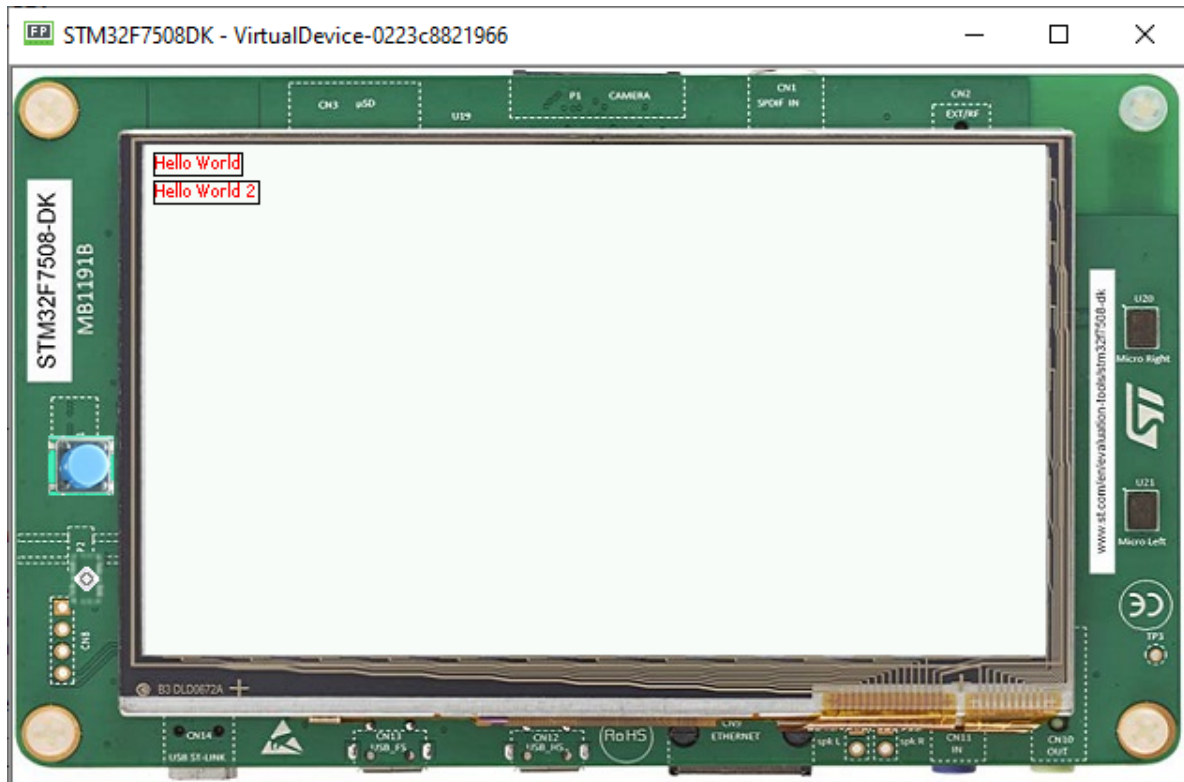 STM32F7508DK - VirtualDevice-0223c8821966
CN3 µSD
U19
P1 CAMERA
CN1
SPDIF IN
CN2
EXT/RF
Hello World
Hello World 2
STM32F7508-DK
MB1191B
www.st.com/en/evaluation-tools/stm32f7508-dk
U20
Micro Right
ST
U21
Micro Left
CE
TP3
P2
CN8
B3 DLD0672A
CN14
USB ST-LINK
CN13
USB_FS
CN12
USB_HS
RoHS
CN9
ETHERNET
spk L
spk R
CN11
IN
CN10
OUT